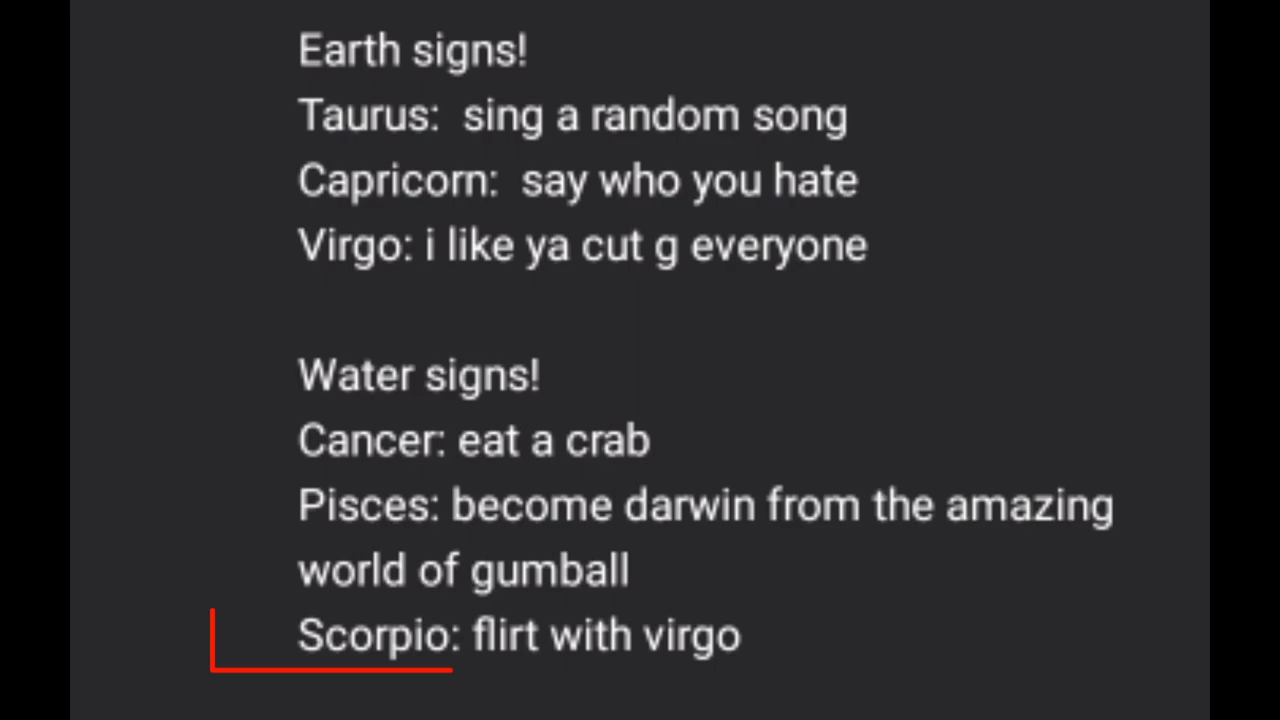 Earth signs!
Taurus:  sing a random song
Capricorn:  say who you hate
Virgo: i like ya cut g everyone
Water signs!
Cancer: eat a crab
Pisces: become darwin from the amazing
world of gumball
Scorpio: flirt with virgo